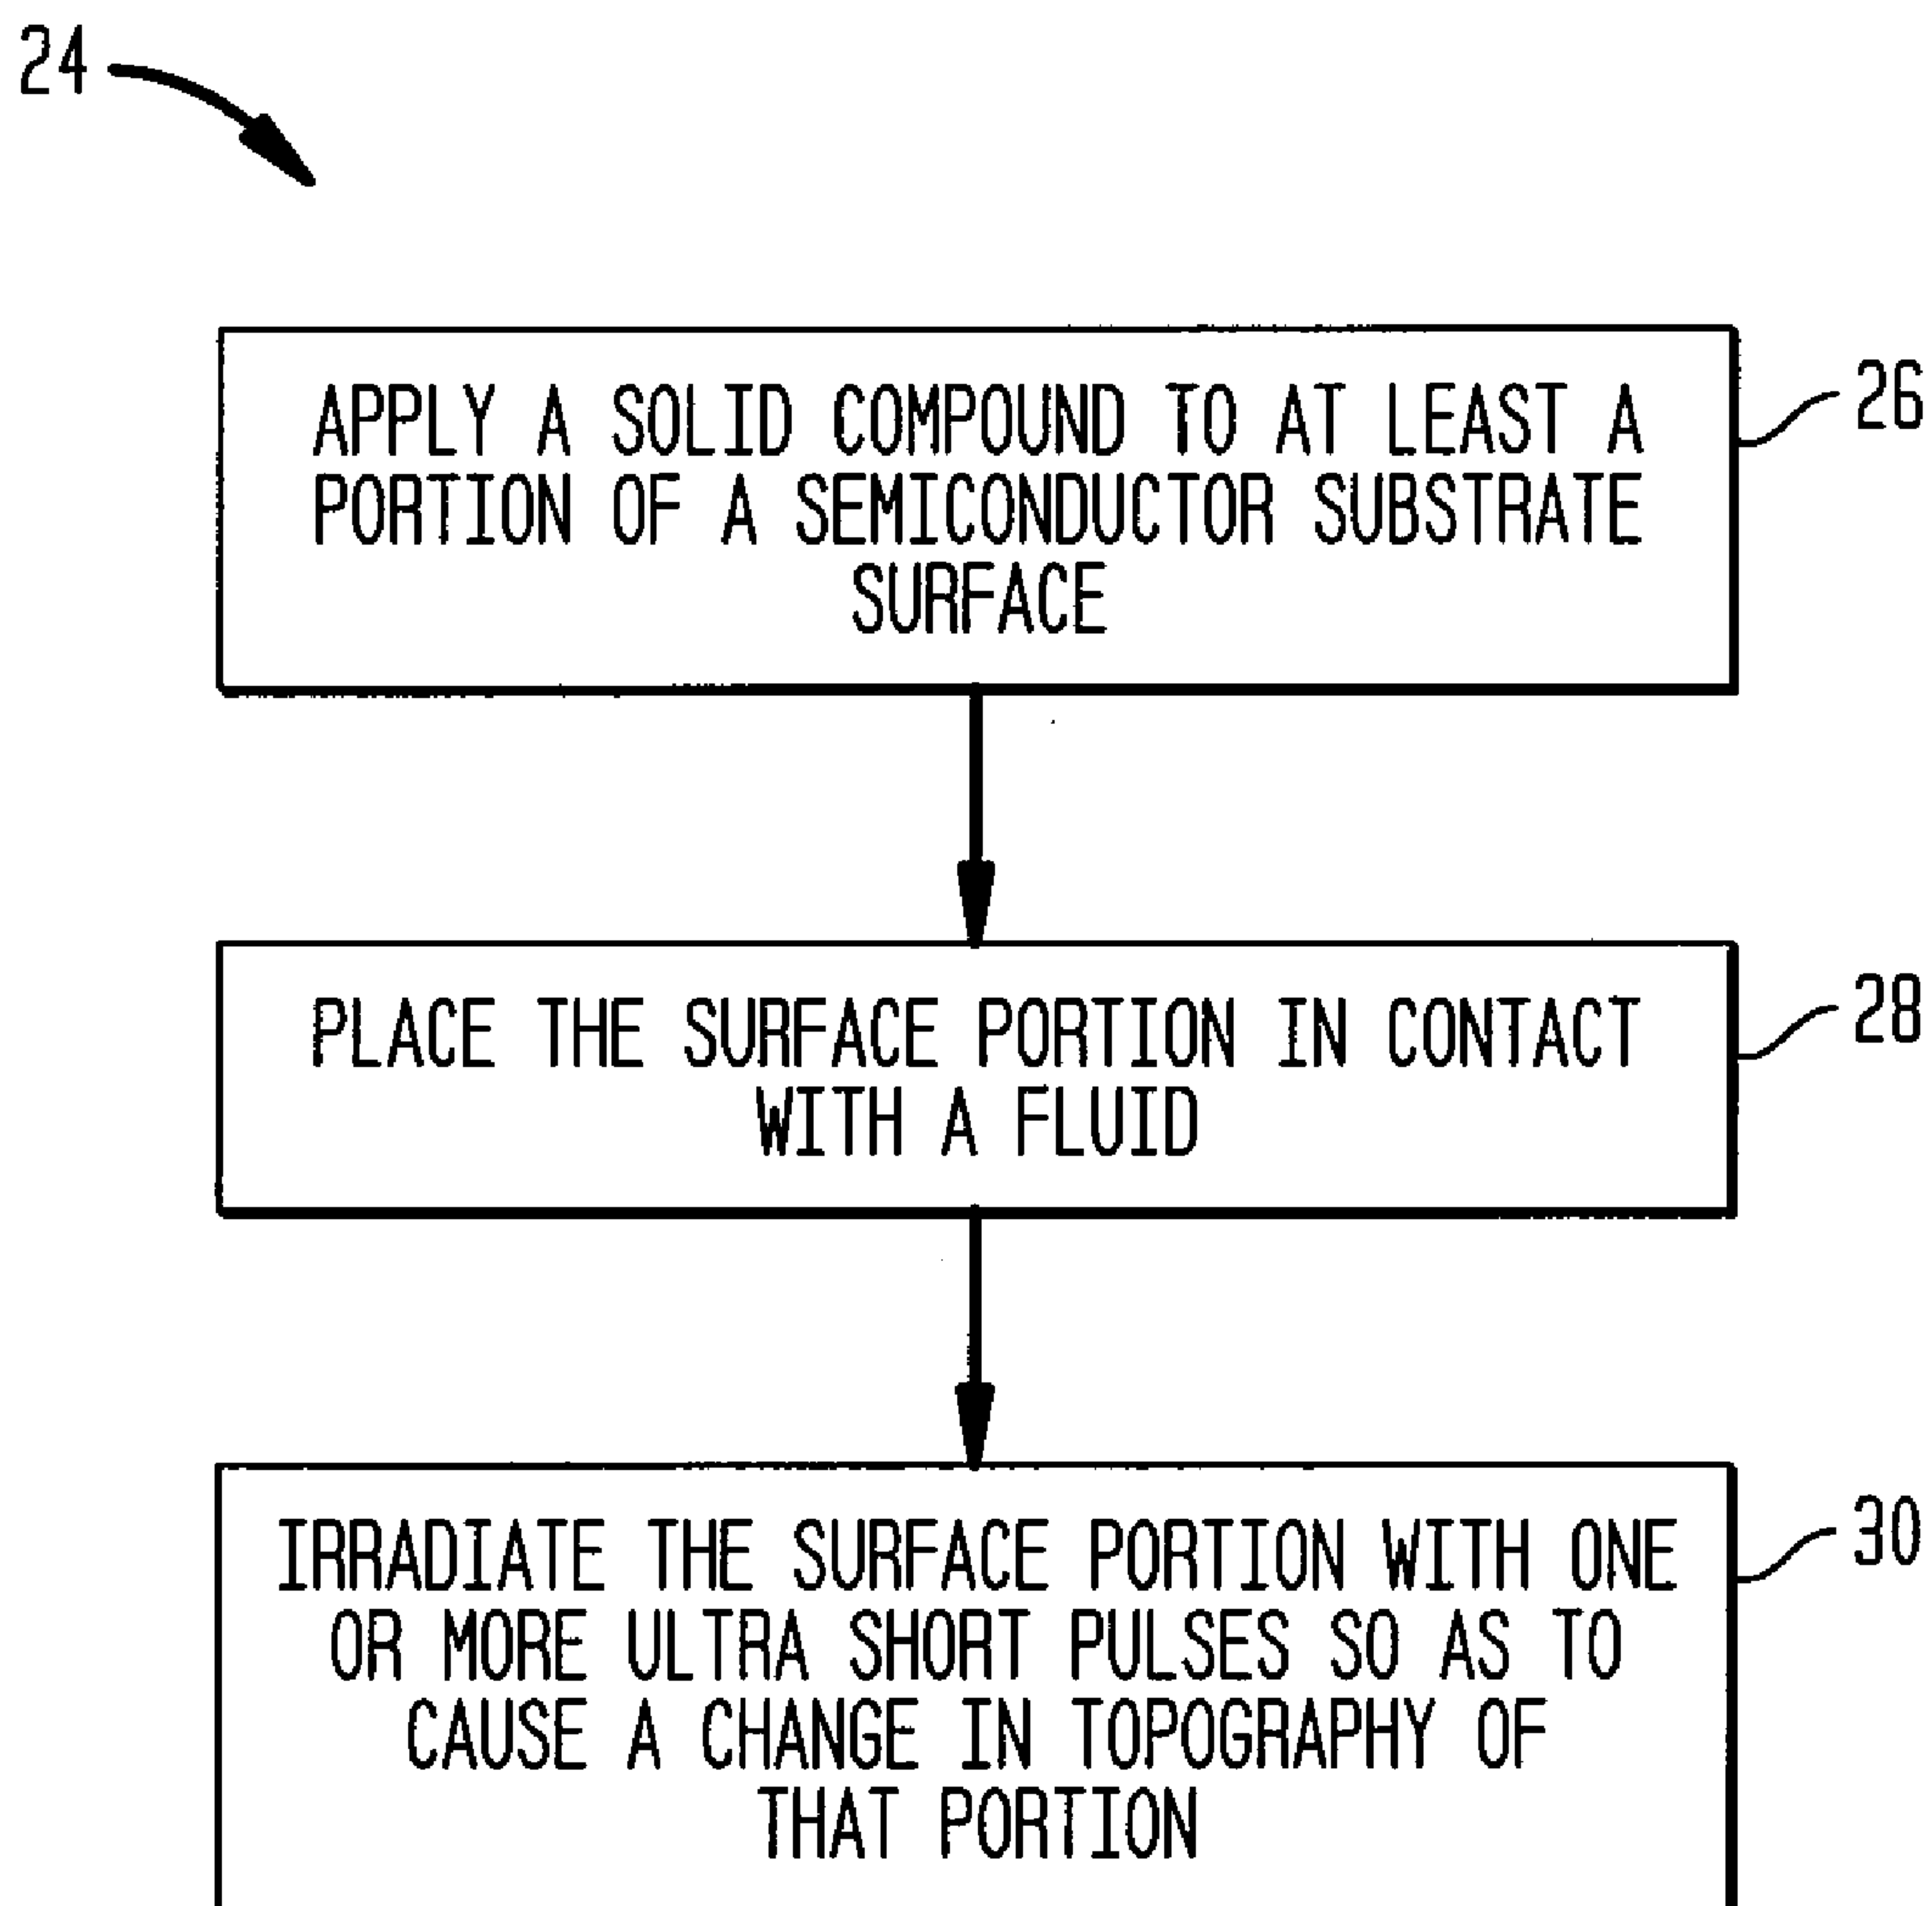 24
APPLY A SOLID COMPOUND TO AT LEAST A
PORTION OF A SEMICONDUCTOR SUBSTRATE
SURFACE
26
PLACE THE SURFACE PORTION IN CONTACT
WITH A FLUID
28
IRRADIATE THE SURFACE PORTION WITH ONE
OR MORE ULTRA SHORT PULSES SO AS TO
CAUSE A CHANGE IN TOPOGRAPHY OF
THAT PORTION
30